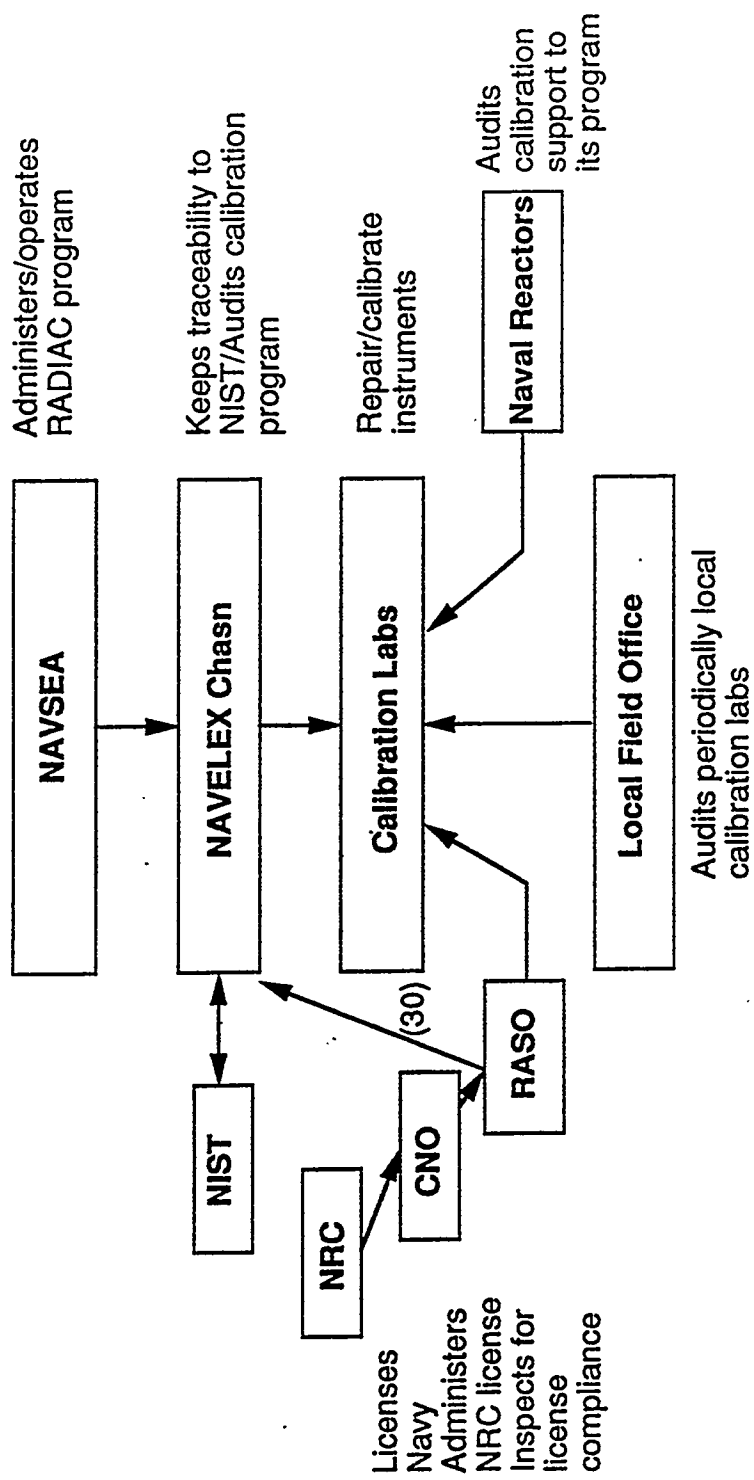 NAVSEA
Administers/operates
RADIAC program
NIST
NAVELEX Chasn
Keeps traceability to
NIST/Audits calibration
program
NRC
Licenses
Navy
Administers
NRC license
Inspects for
license
compliance
CNO
(30)
Calibration Labs
Repair/calibrate
instruments
RASO
Naval Reactors
Audits
calibration
support to
its program
Local Field Office
Audits periodically local
calibration labs